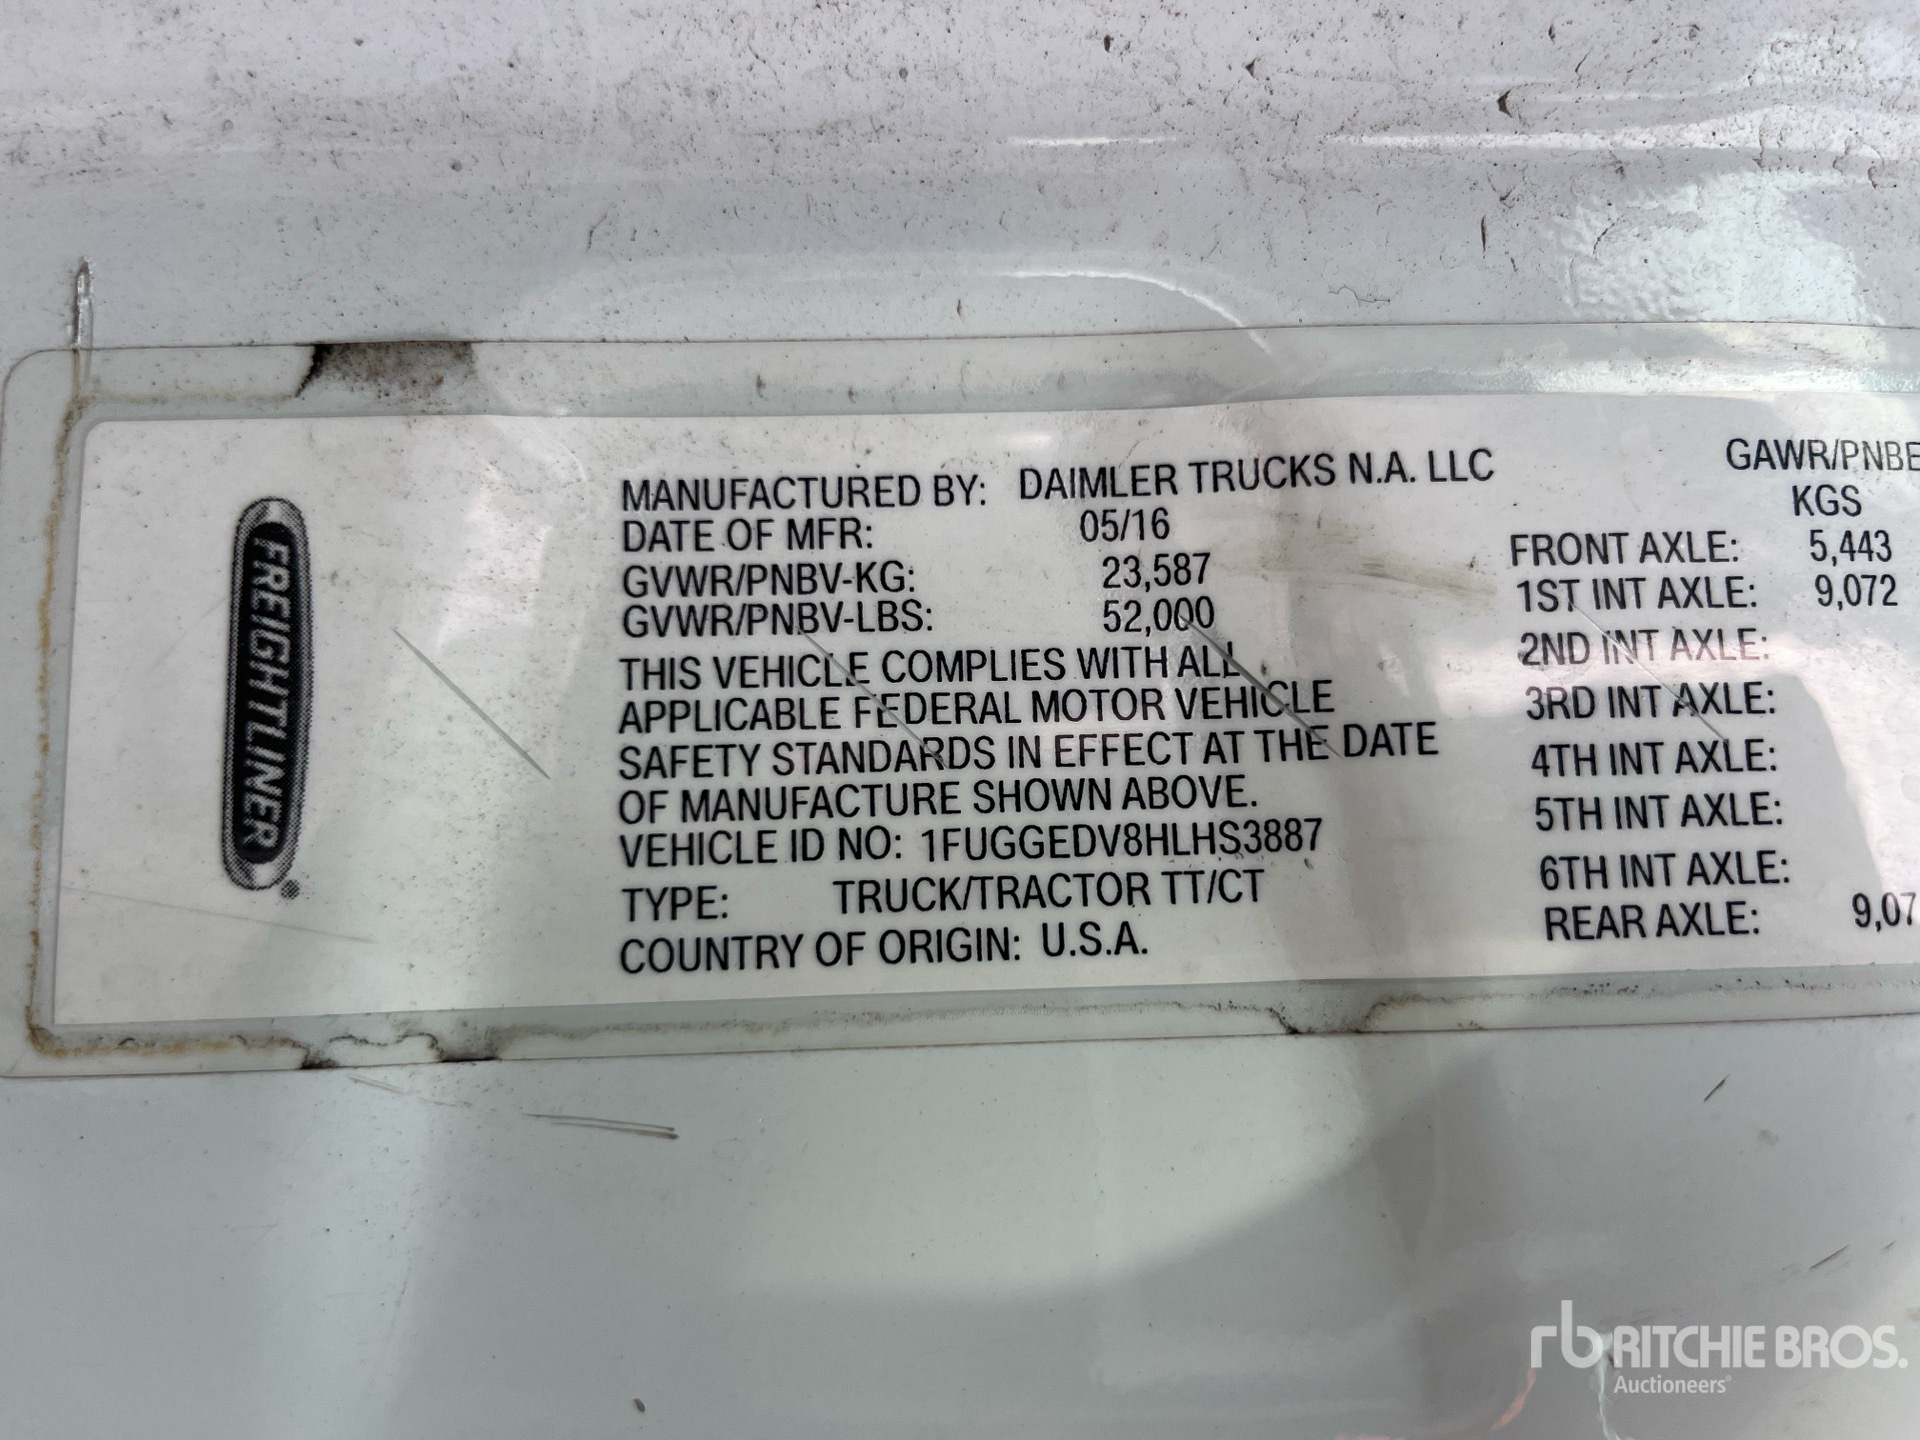 FREIGHTLINER®
MANUFACTURED BY: DAIMLER TRUCKS N.A. LLC
DATE OF MFR: 05/16
GVWR/PNBV-KG: 23,587
GVWR/PNBV-LBS: 52,000
THIS VEHICLE COMPLIES WITH ALL
APPLICABLE FEDERAL MOTOR VEHICLE
SAFETY STANDARDS IN EFFECT AT THE DATE
OF MANUFACTURE SHOWN ABOVE.
VEHICLE ID NO: 1FUGGEDV8HLHS3887
TYPE: TRUCK/TRACTOR TT/CT
COUNTRY OF ORIGIN: U.S.A.
GAWR/PNBE
KGS
FRONT AXLE: 5,443
1ST INT AXLE: 9,072
2ND INT AXLE:
3RD INT AXLE:
4TH INT AXLE:
5TH INT AXLE:
6TH INT AXLE:
REAR AXLE: 9,07
rb RITCHIE BROS.
Auctioneers